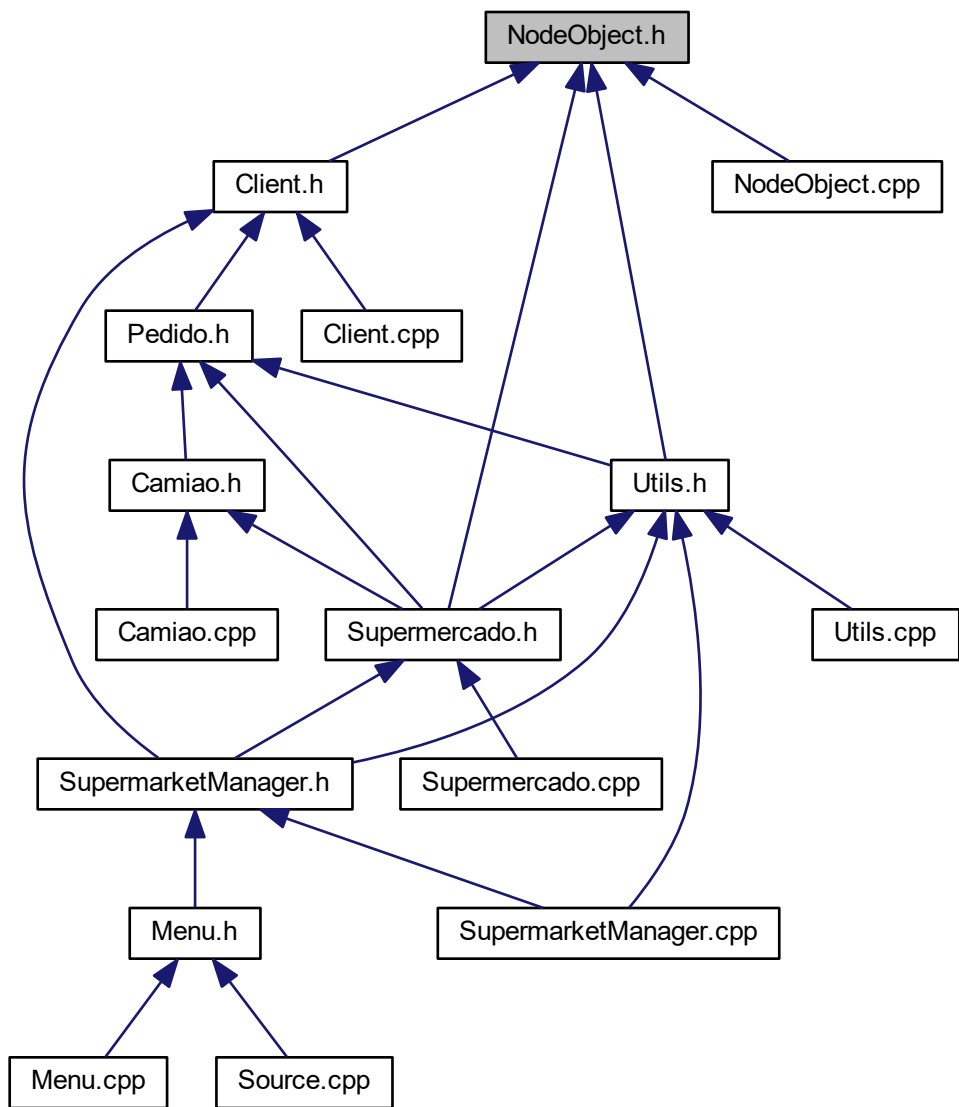 NodeObject.h
Client.h
NodeObject.cpp
Pedido.h
Client.cpp
Camiao.h
Utils.h
Camiao.cpp
Supermercado.h
Utils.cpp
SupermarketManager.h
Supermercado.cpp
Menu.h
SupermarketManager.cpp
Menu.cpp
Source.cpp